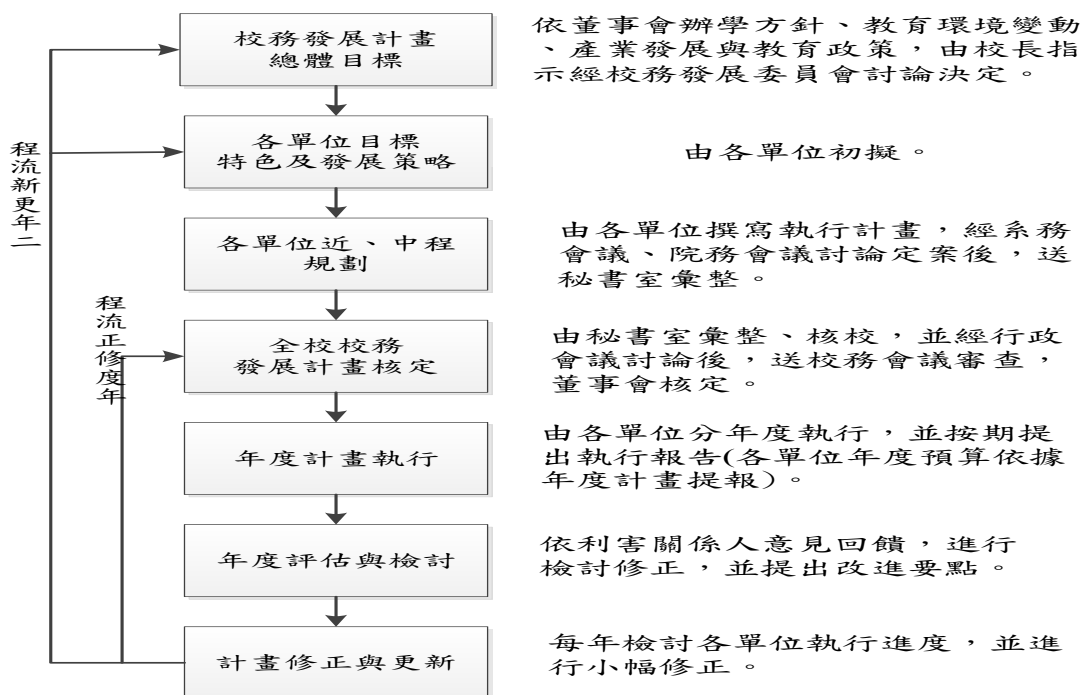 校務發展計畫
總體目標
依董事會辦學方針、教育環境變動
、產業發展與教育政策，由校長指
示經校務發展委員會討論決定。
各單位目標
特色及發展策略
由各單位初擬。
程流新更年二
各單位近、中程
規劃
由各單位撰寫執行計畫，經系務
會議、院務會議討論定案後，送
秘書室彙整。
程流正修度年
全校校務
發展計畫核定
由秘書室彙整、核校，並經行政
會議討論後，送校務會議審查，
董事會核定。
年度計畫執行
由各單位分年度執行，並按期提
出執行報告(各單位年度預算依據
年度計畫提報)。
年度評估與檢討
依利害關係人意見回饋，進行
檢討修正，並提出改進要點。
計畫修正與更新
每年檢討各單位執行進度，並進
行小幅修正。